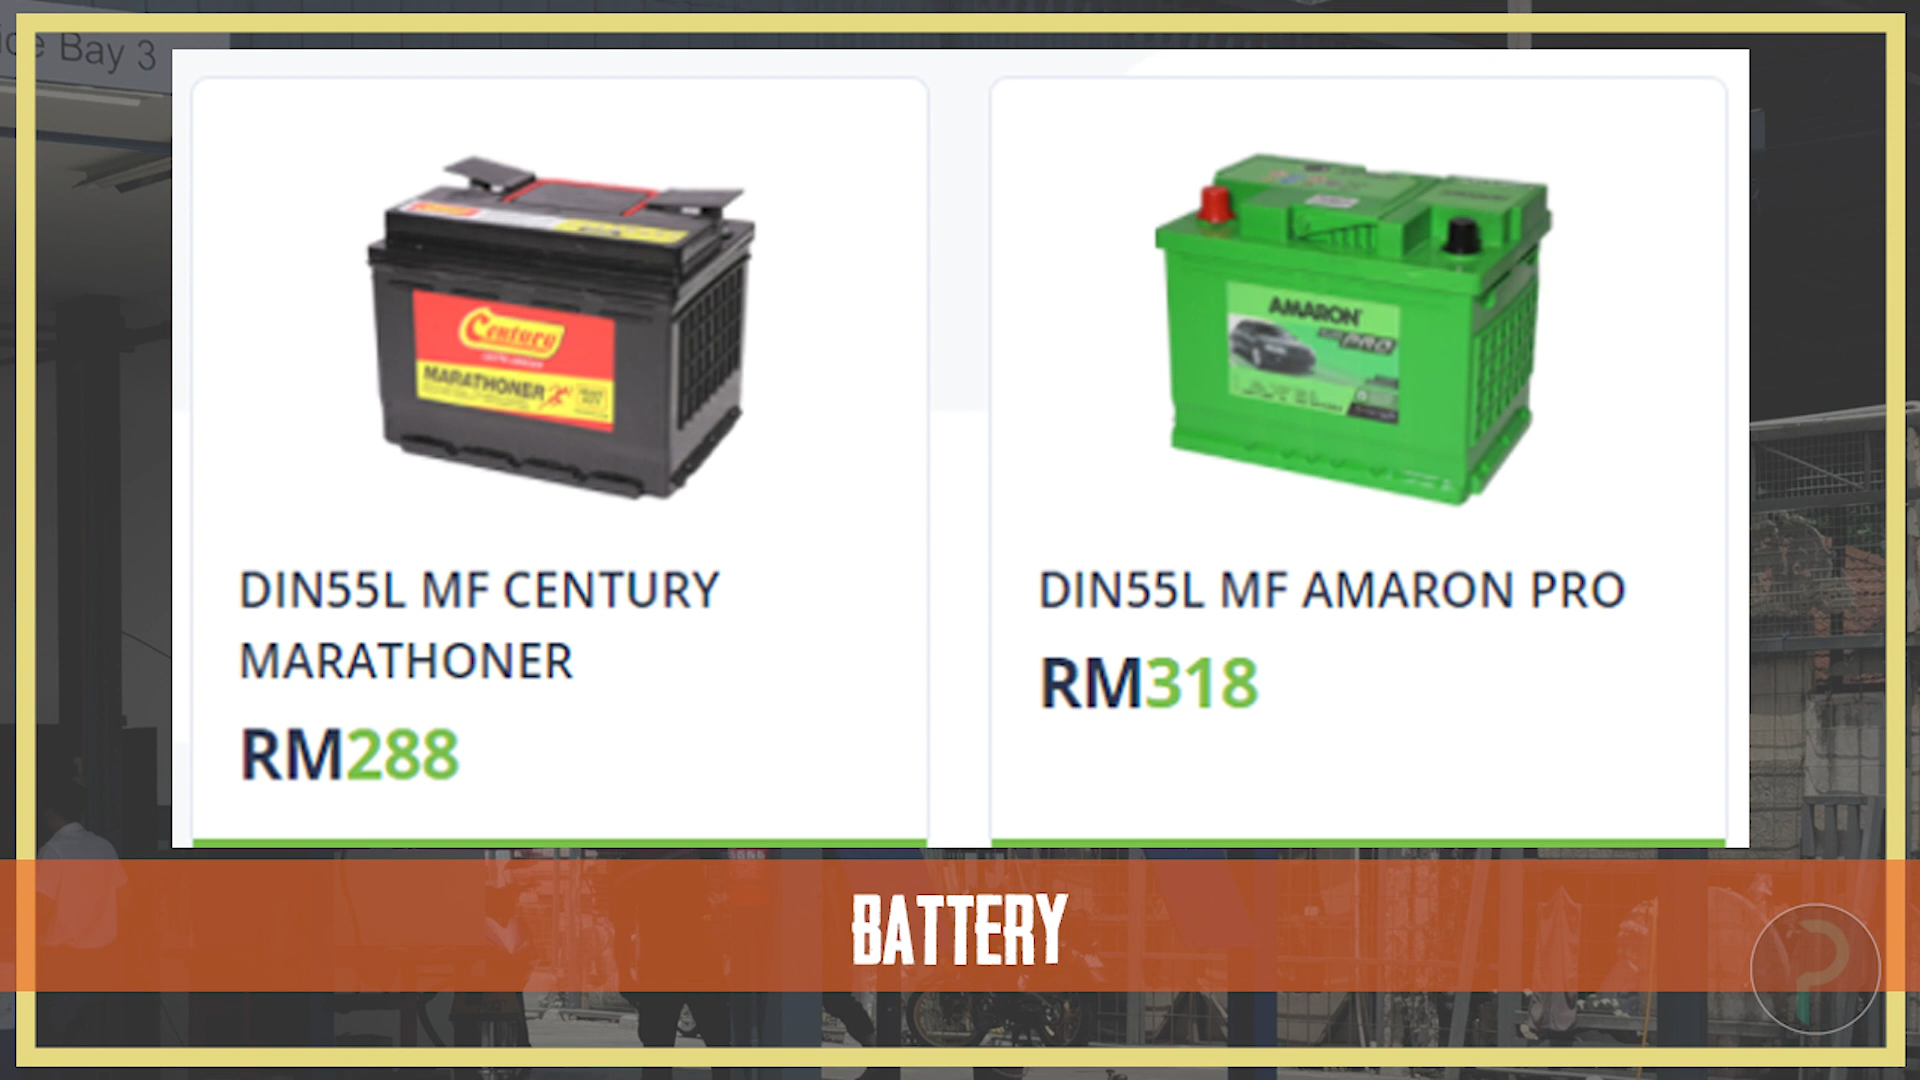 Bay 3
Century
MARATHONER
AMARON
PRO
DIN55L MF CENTURY
MARATHONER
RM288
DIN55L MF AMARON PRO
RM318
BATTERY